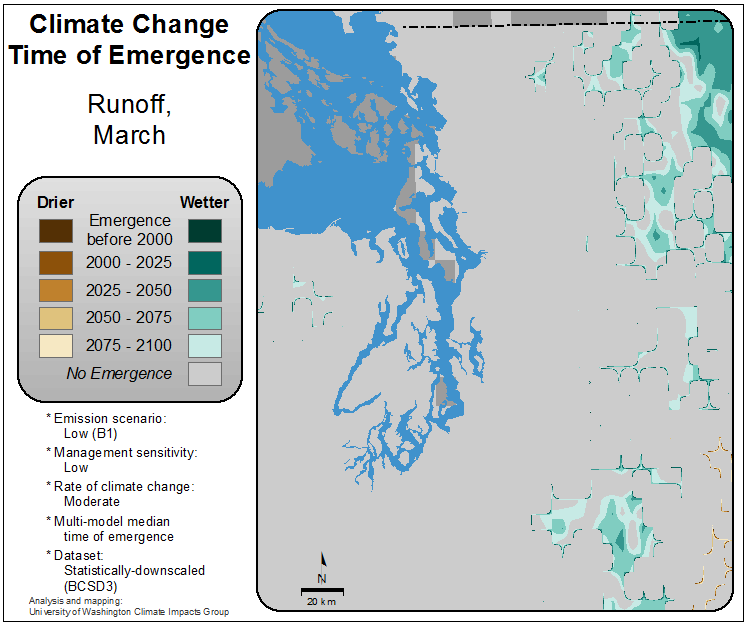 Climate Change
Time of Emergence
Runoff,
March
Drier Wetter
Emergence
before 2000
2000 - 2025
2025 - 2050
2050 - 2075
2075 - 2100
No Emergence
* Emission scenario:
Low (B1)
* Management sensitivity:
Low
* Rate of climate change:
Moderate
* Multi-model median
time of emergence
* Dataset:
Statistically-downscaled
(BCSD3)
Analysis and mapping:
University of Washington Climate Impacts Group
N
20 km